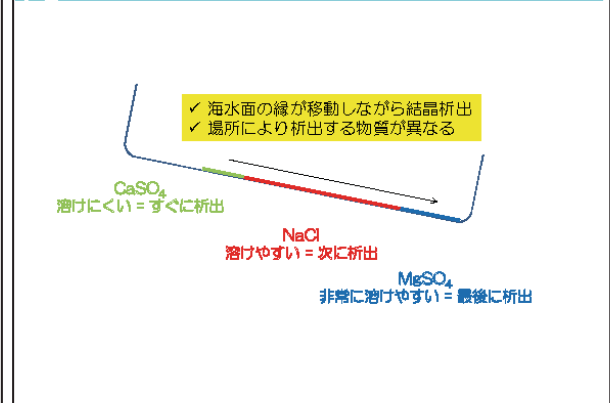 ✓ 海水面の縁が移動しながら結晶析出
✓ 場所により析出する物質が異なる
CaSO₄
溶けにくい = すぐに析出
NaCl
溶けやすい = 次に析出
MgSO₄
非常に溶けやすい = 最後に析出